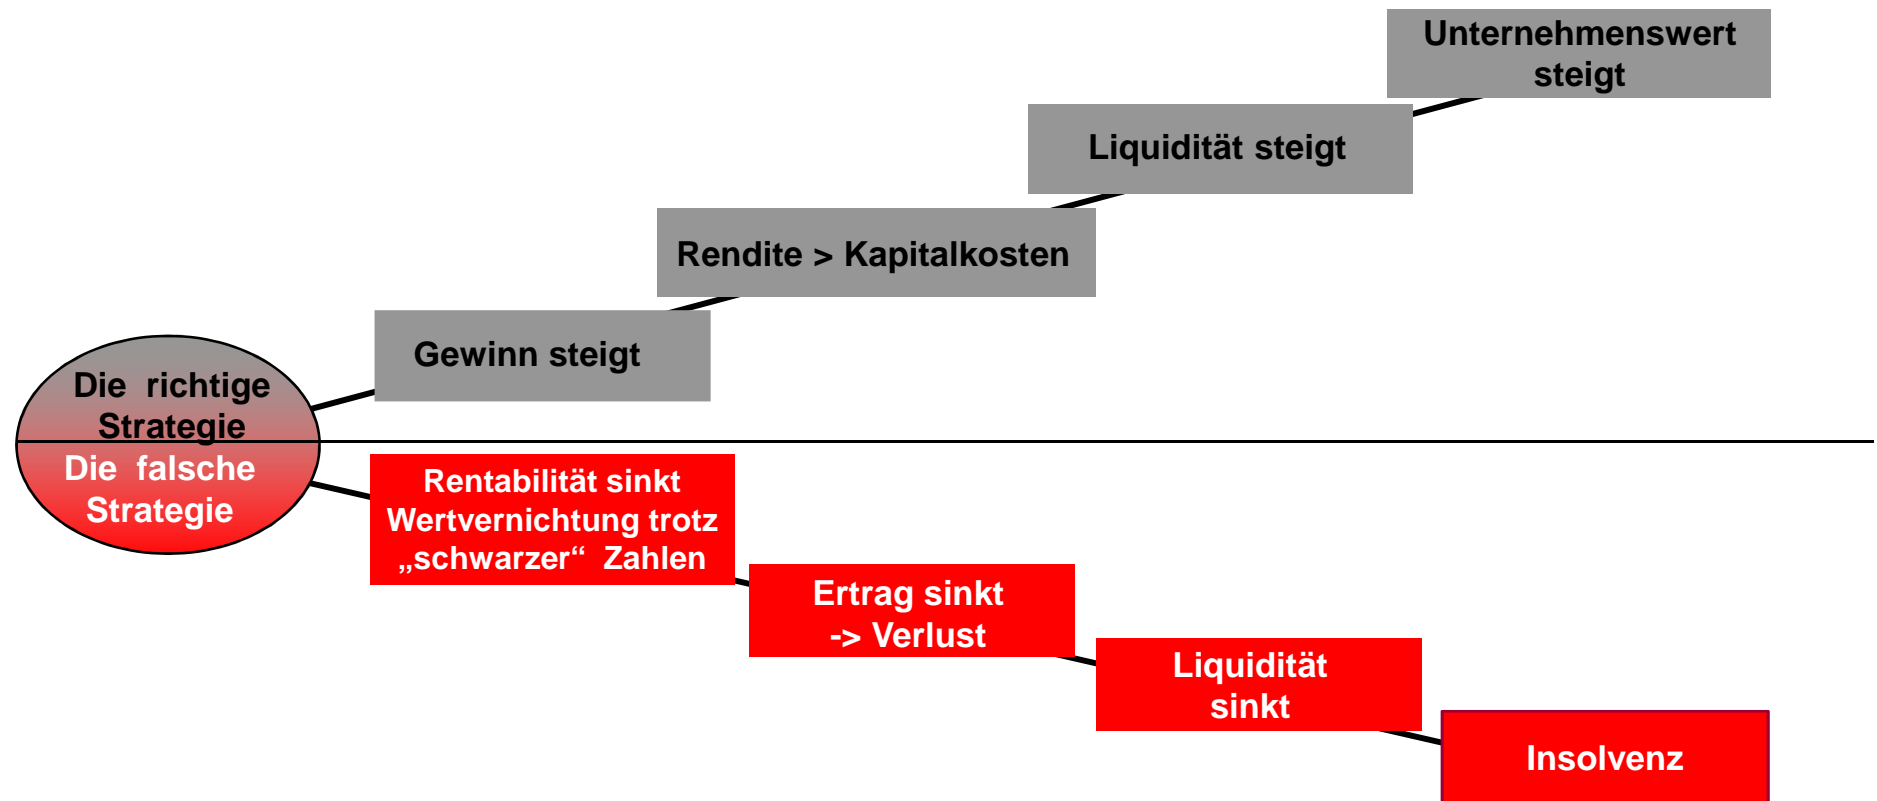 Unternehmenswert
steigt
Liquidität steigt
Rendite > Kapitalkosten
Gewinn steigt
Die richtige
Strategie
Die falsche
Strategie
Rentabilität sinkt
Wertvernichtung trotz
„schwarzer“ Zahlen
Ertrag sinkt
-> Verlust
Liquidität
sinkt
Insolvenz